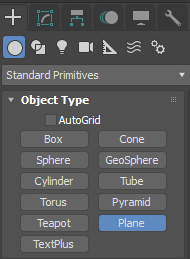 Standard Primitives
Object Type
AutoGrid
Box Cone
Sphere GeoSphere
Cylinder Tube
Torus Pyramid
Teapot Plane
TextPlus